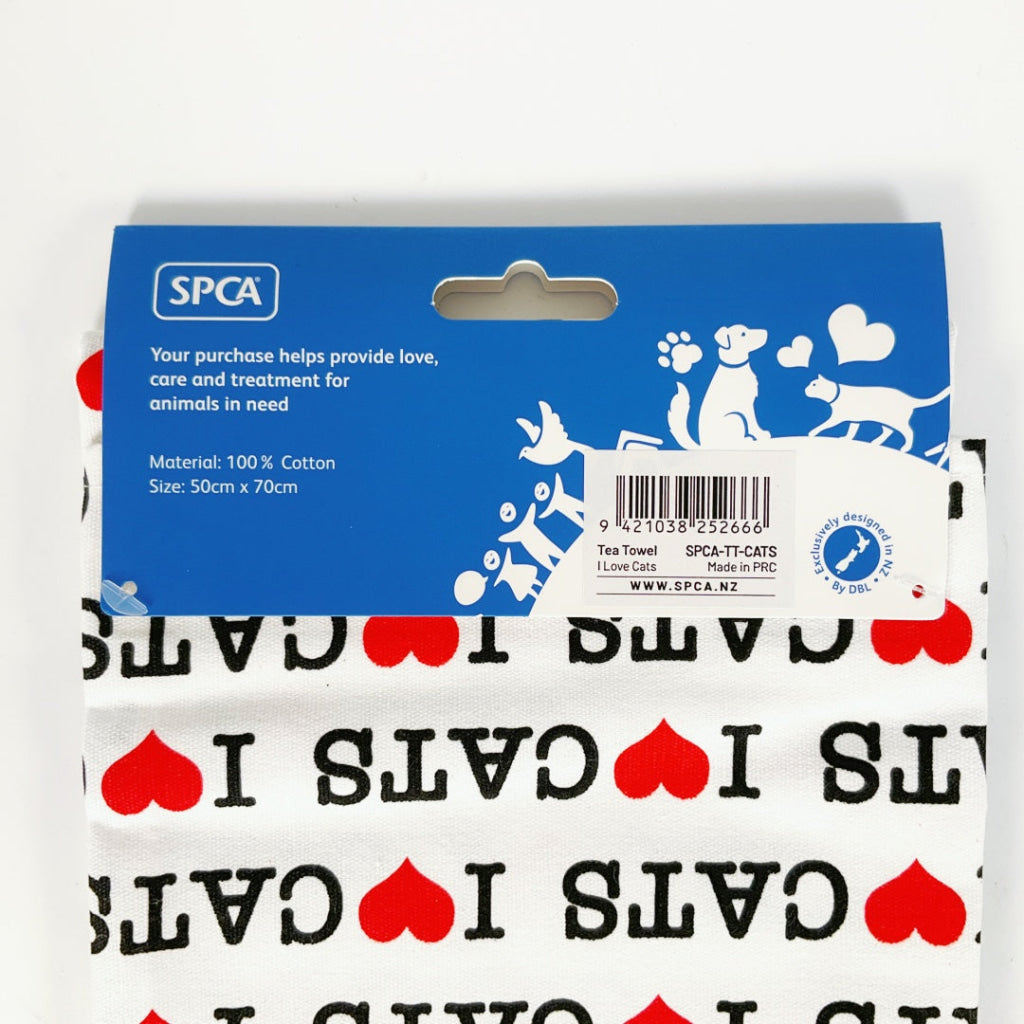 SPCA®
Your purchase helps provide love,
care and treatment for
animals in need
Material: 100% Cotton
Size: 50cm x 70cm
9 421038 252666
Tea Towel SPCA-TT-CATS
I Love Cats Made in PRC
WWW.SPCA.NZ
Exclusively designed in NZ
• By DBL •
CATS I CATS
I CATS I CATS
CATS I CATS
I CATS I CATS